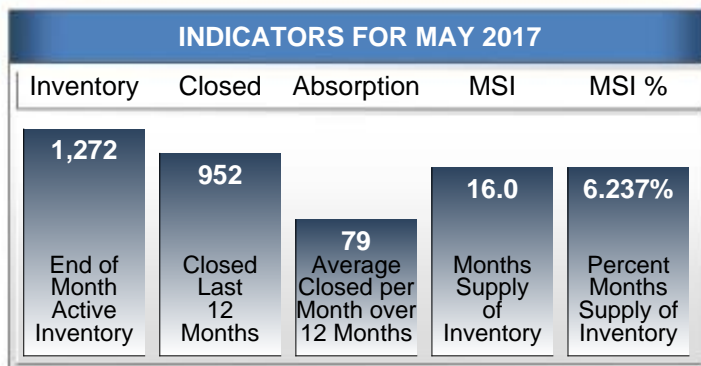 INDICATORS FOR MAY 2017
Inventory Closed Absorption MSI MSI %
1,272
End of
Month
Active
Inventory
952
Closed
Last
12
Months
79
Average
Closed per
Month over
12 Months
16.0
Months
Supply
of
Inventory
6.237%
Percent
Months
Supply of
Inventory